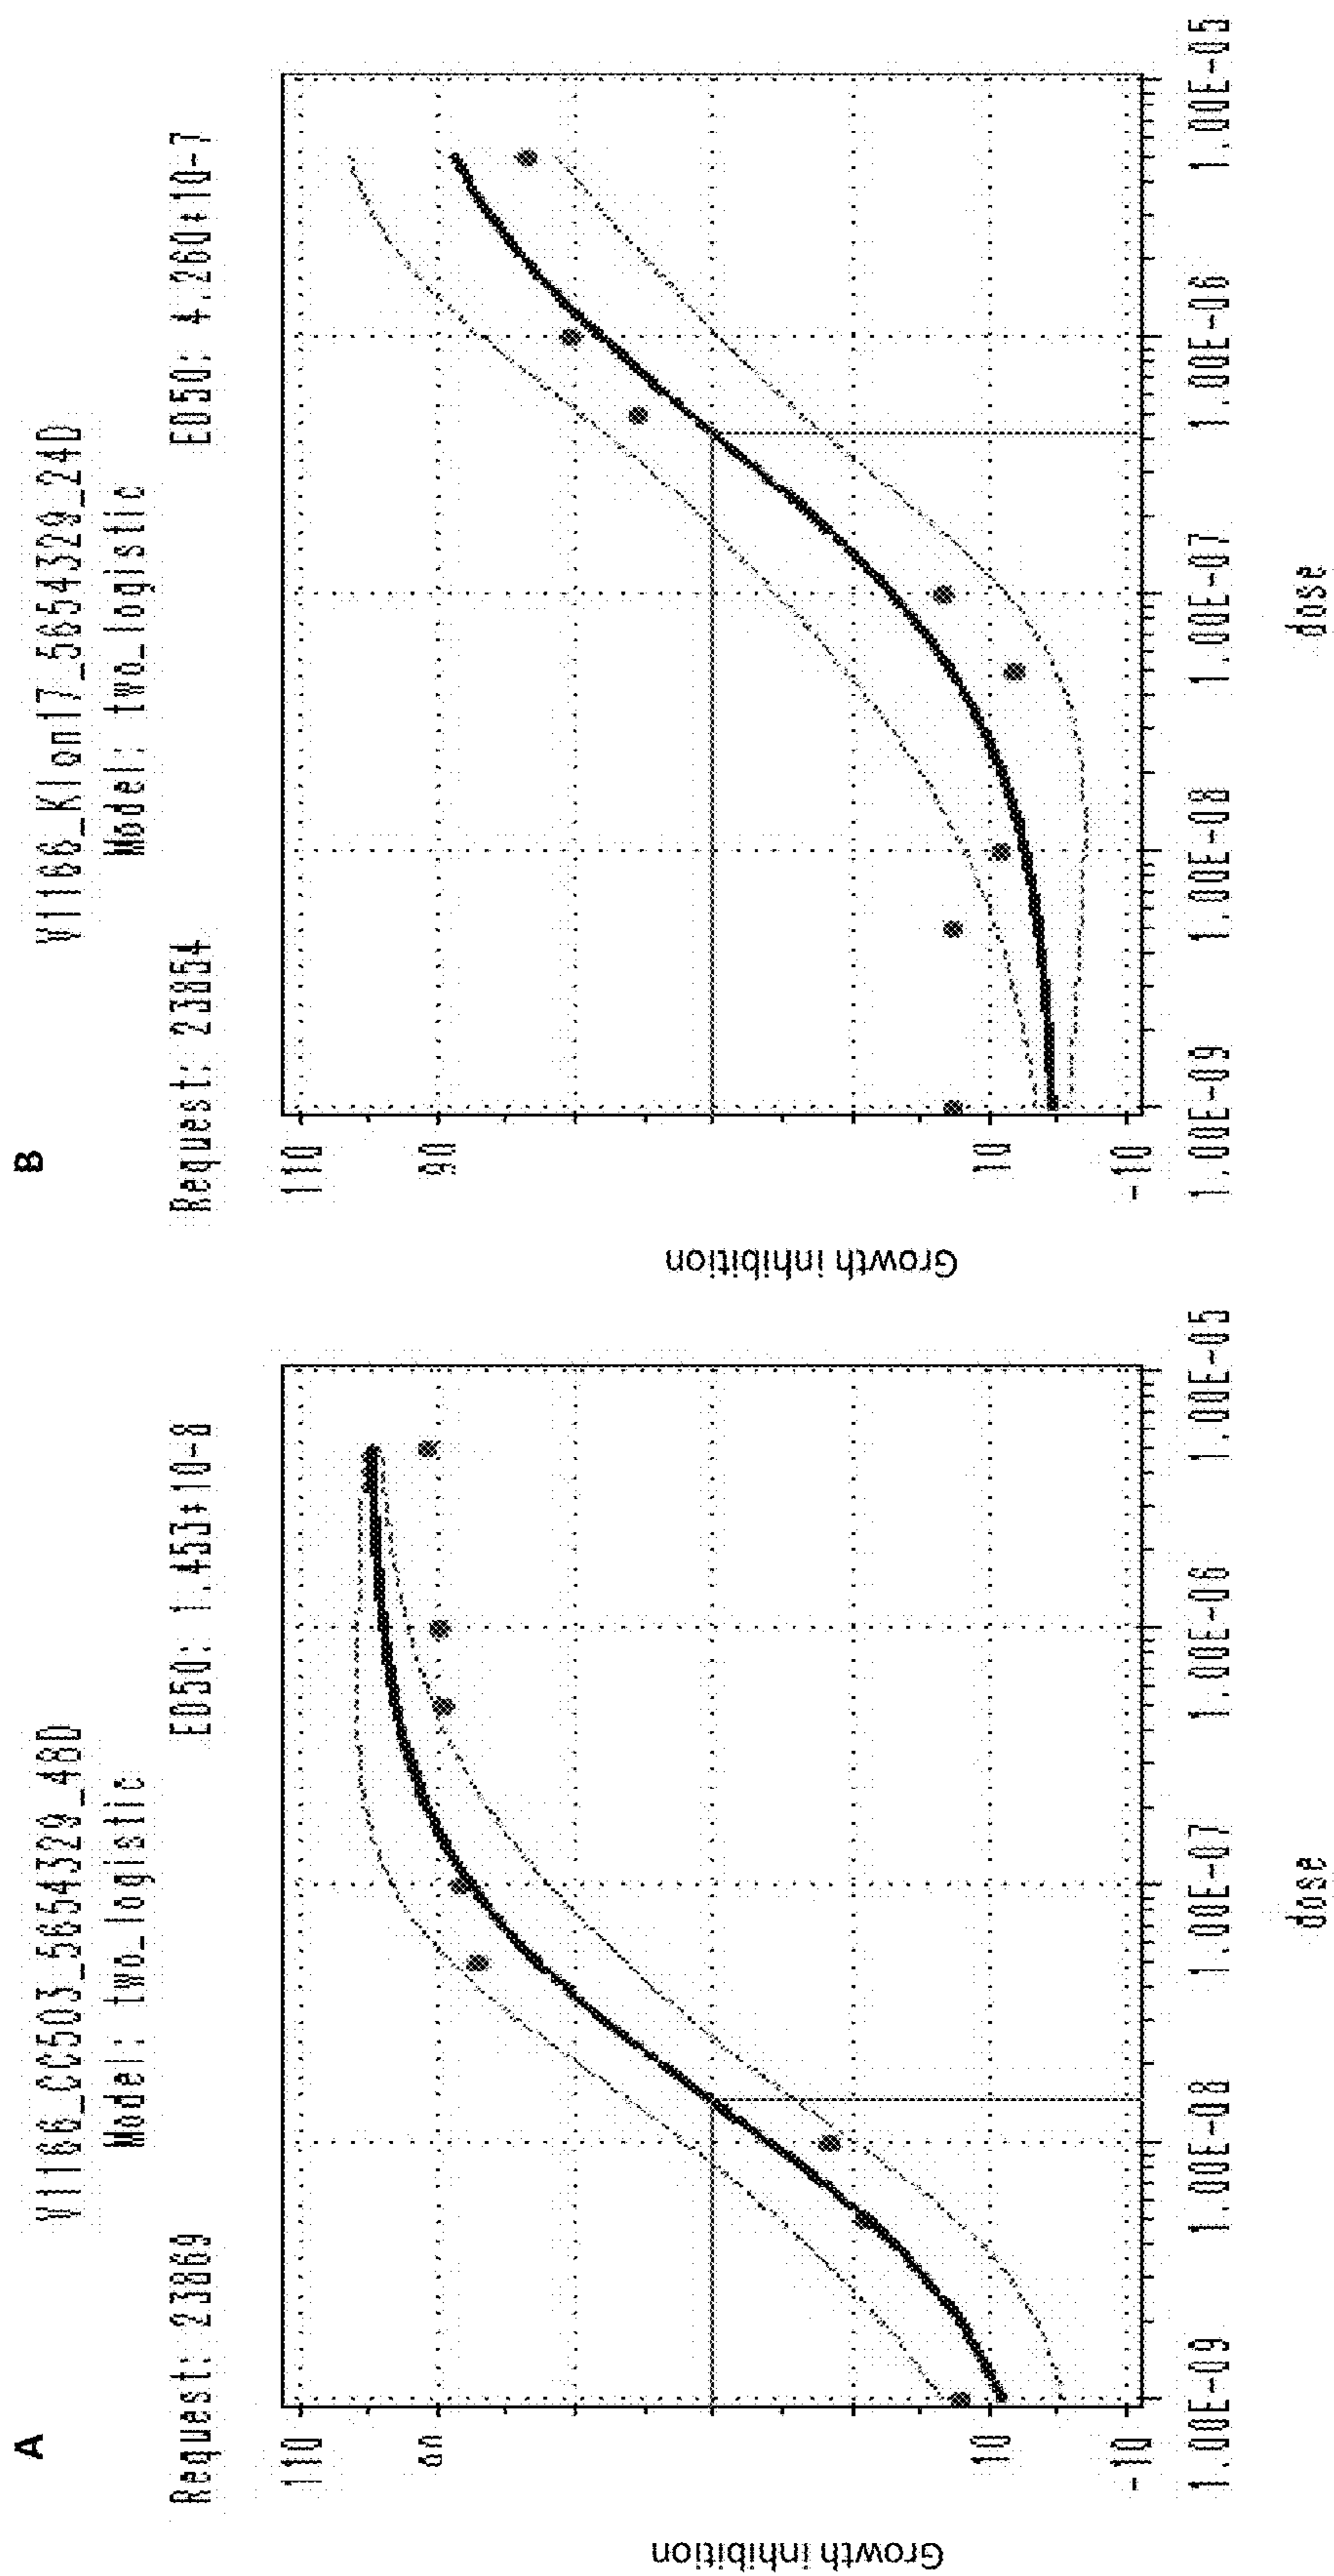 A
V1166_CC503_5654329_48D
Model: two_logistic
Request: 23869
ED50: 1.453*10-8
110
90
10
-10
Growth inhibition
1.00E-09
1.00E-08
1.00E-07
1.00E-06
1.00E-05
dose
B
V1166_Klon17_5654329_24D
Model: two_logistic
Request: 23854
ED50: 4.260*10-7
110
90
10
-10
Growth inhibition
1.00E-09
1.00E-08
1.00E-07
1.00E-06
1.00E-05
dose